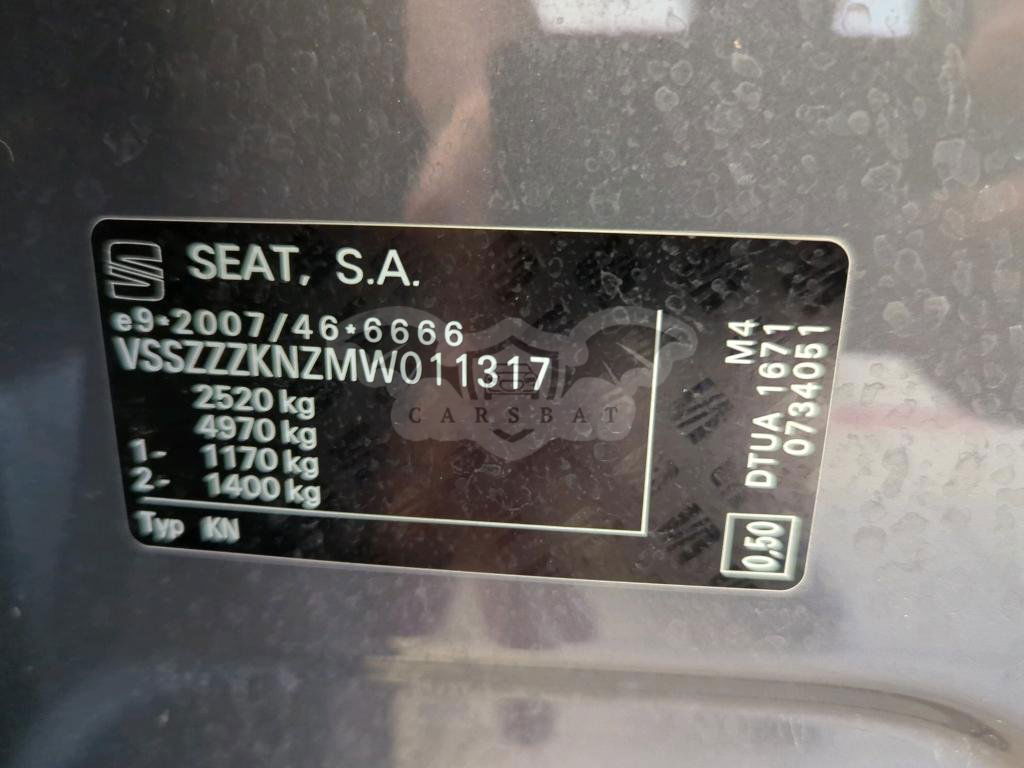 SEAT, S.A.
e9*2007/46*6666
VSSZZZKNZMW011317
2520 kg
4970 kg
1- 1170 kg
2- 1400 kg
Typ KN
M4
DTUA 1671
0734051
0,50
CARSBAT